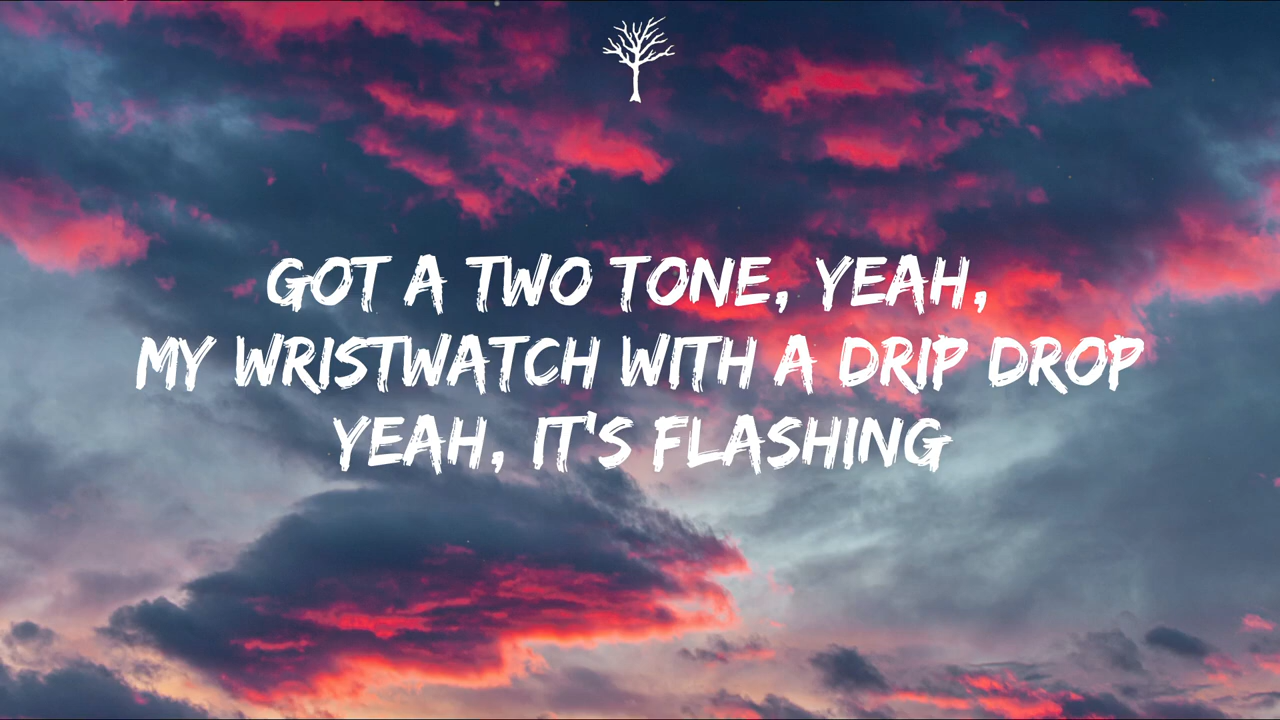 GOT A TWO TONE, YEAH,
MY WRISTWATCH WITH A DRIP DROP
YEAH, IT'S FLASHING